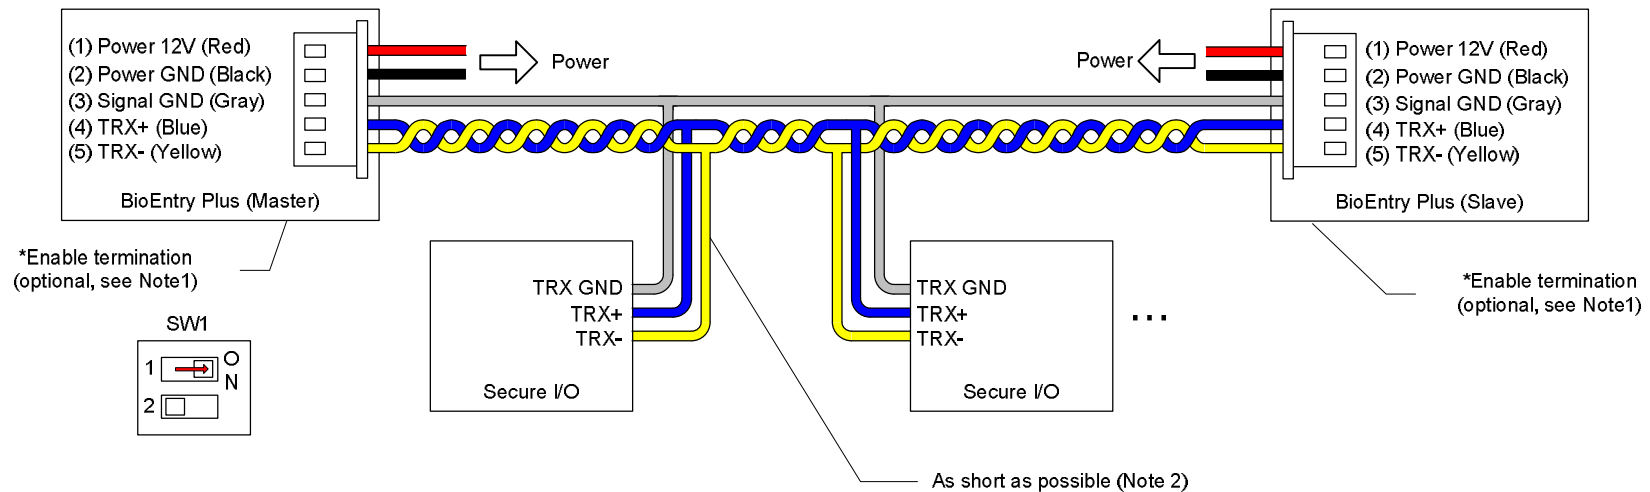 (1) Power 12V (Red)
(2) Power GND (Black)
(3) Signal GND (Gray)
(4) TRX+ (Blue)
(5) TRX- (Yellow)
BioEntry Plus (Master)
Power
Power
(1) Power 12V (Red)
(2) Power GND (Black)
(3) Signal GND (Gray)
(4) TRX+ (Blue)
(5) TRX- (Yellow)
BioEntry Plus (Slave)
*Enable termination
(optional, see Note1)
SW1
1
O
N
2
TRX GND
TRX+
TRX-
Secure I/O
TRX GND
TRX+
TRX-
Secure I/O
...
*Enable termination
(optional, see Note1)
As short as possible (Note 2)